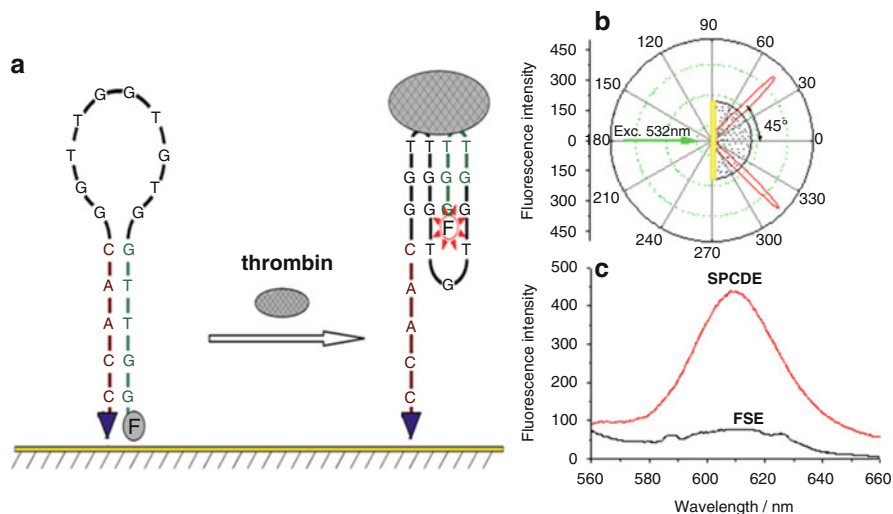 a
G
G
T
T
G
G
T
G
T
G
C G
A T
A T
C G
C G
F
thrombin
T T T G
G G G G
G G G T
F
C T G
A
A
C
C
b
Fluorescence intensity
450
300
150
0
150
300
450
90
120 60
150 30
180 Exc. 532nm 45° 0
210 330
240 300
270
c
Fluorescence intensity
500
400
300
200
100
0
SPCDE
FSE
560 580 600 620 640 660
Wavelength / nm